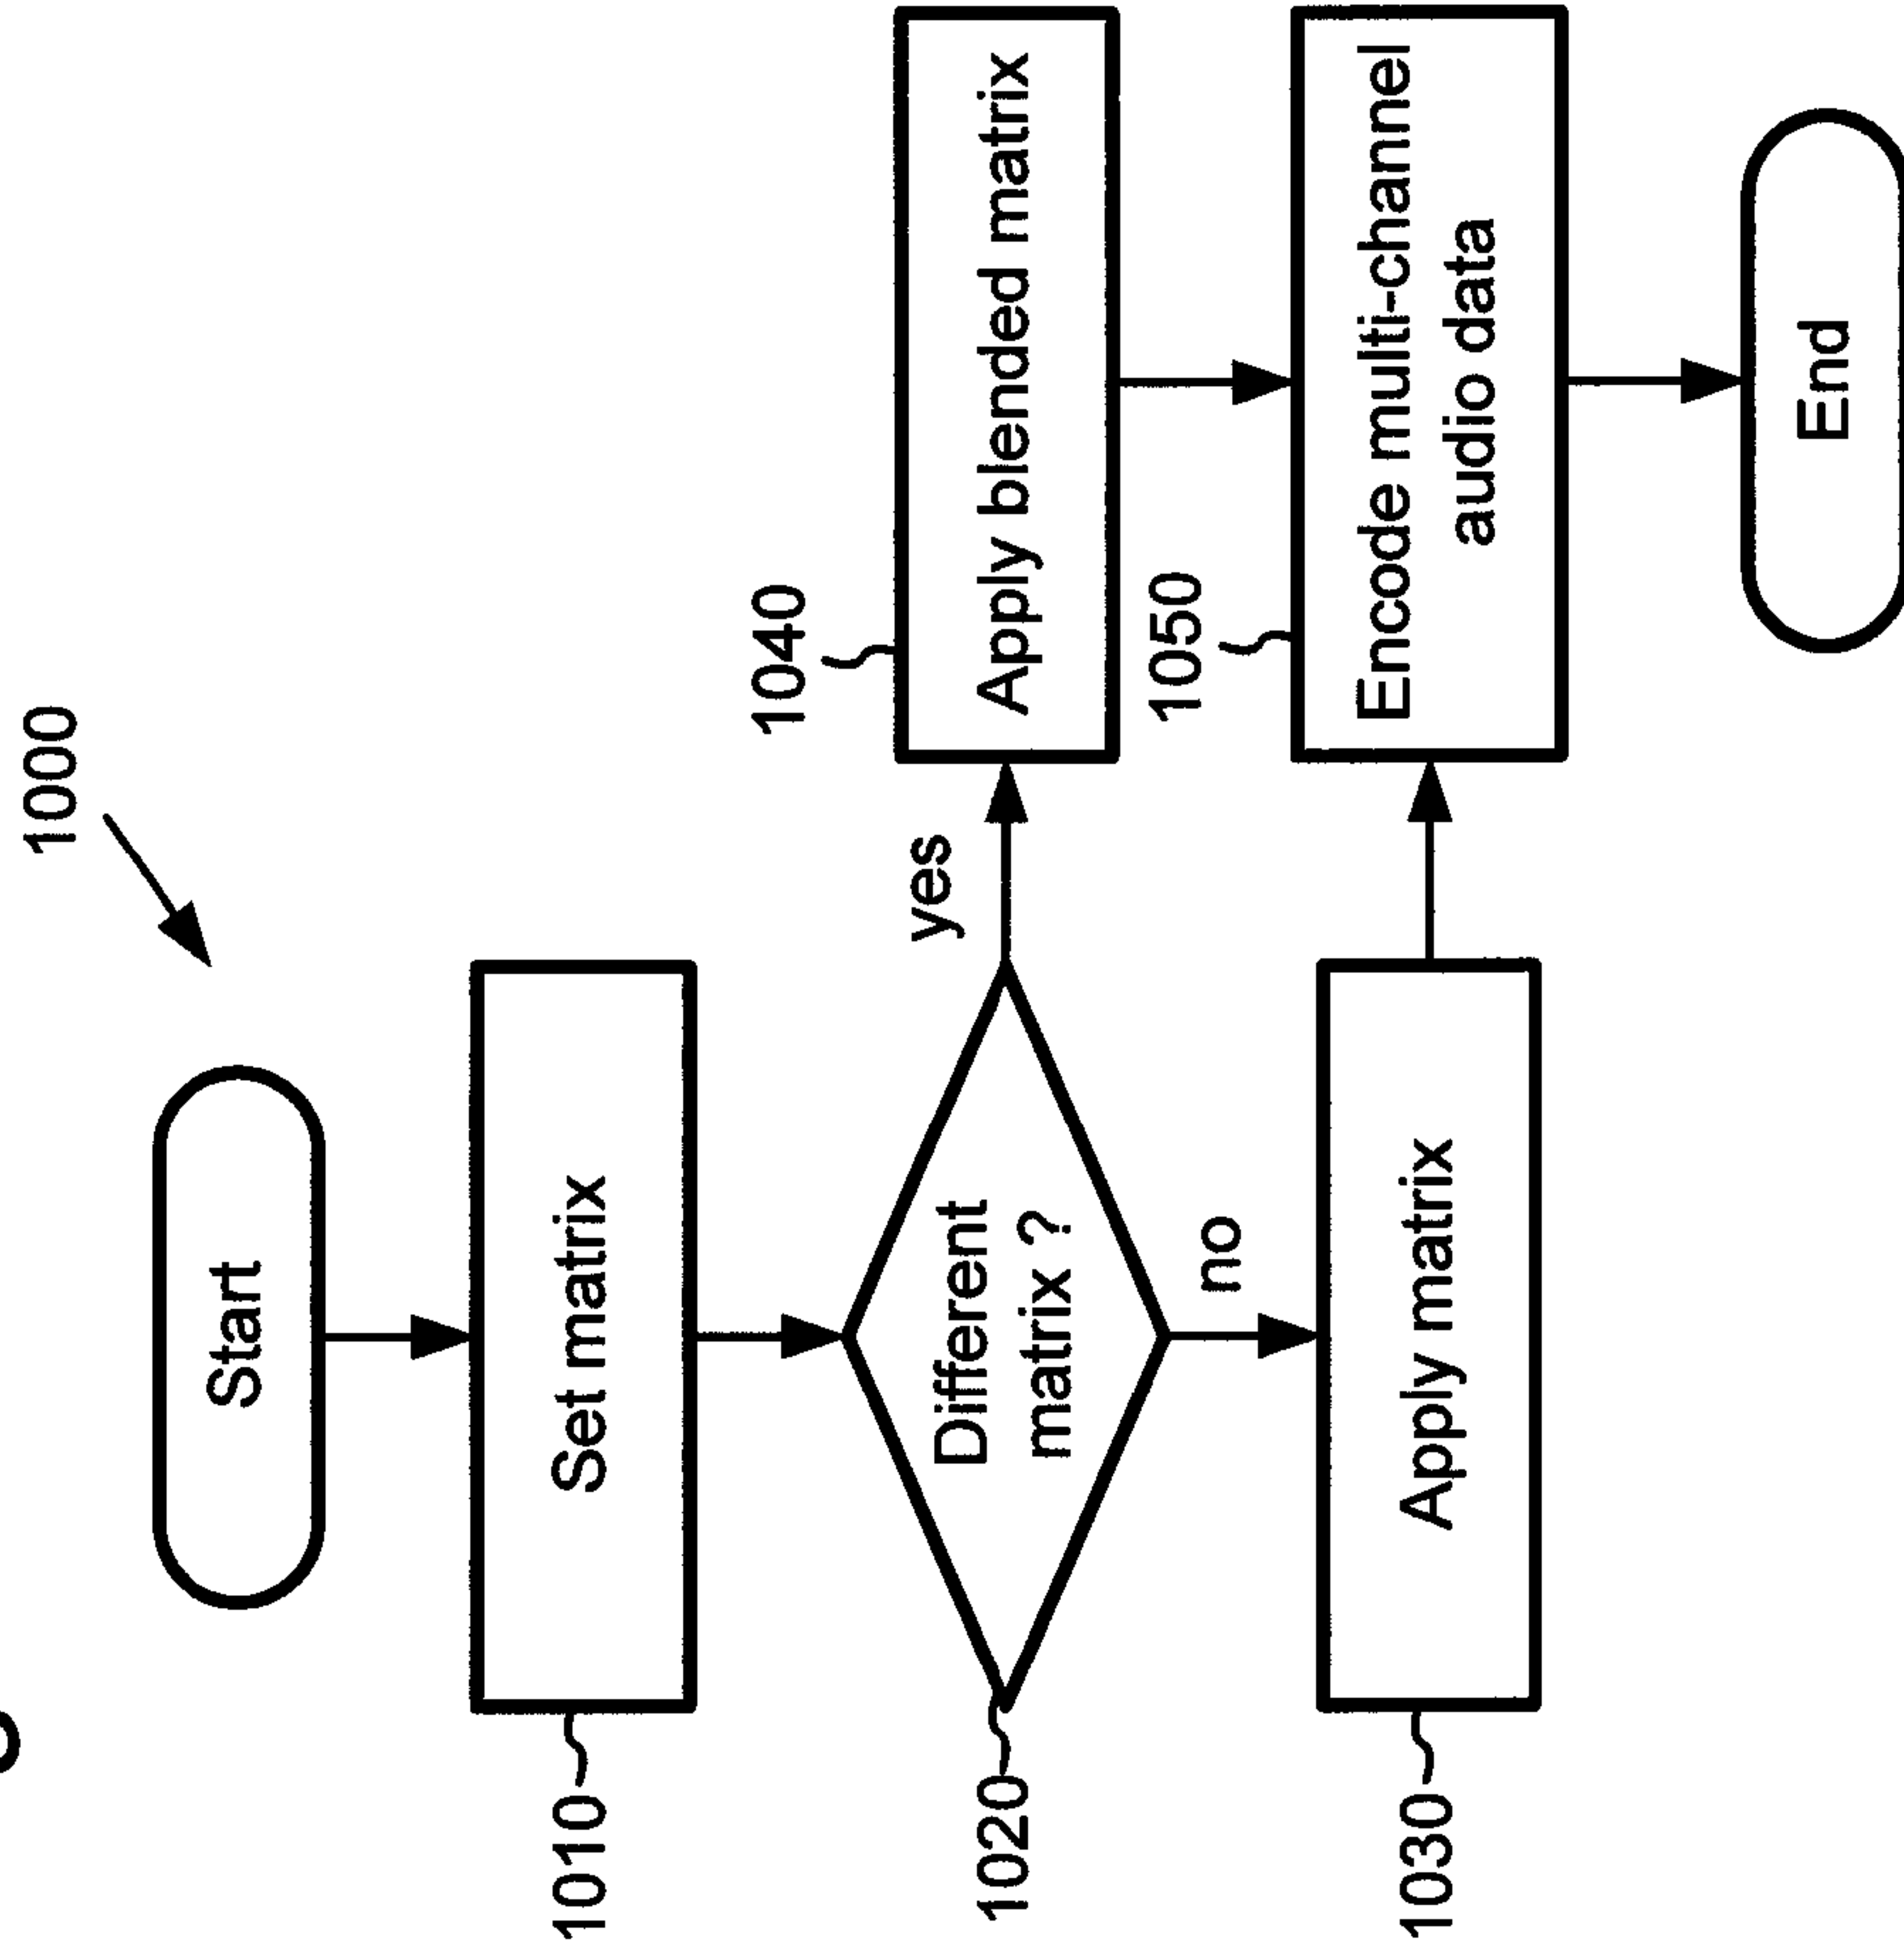 1000
Start
1010
Set matrix
1020
Different
matrix ?
yes
no
1040
Apply blended matrix
1030
Apply matrix
1050
Encode multi-channel
audio data
End